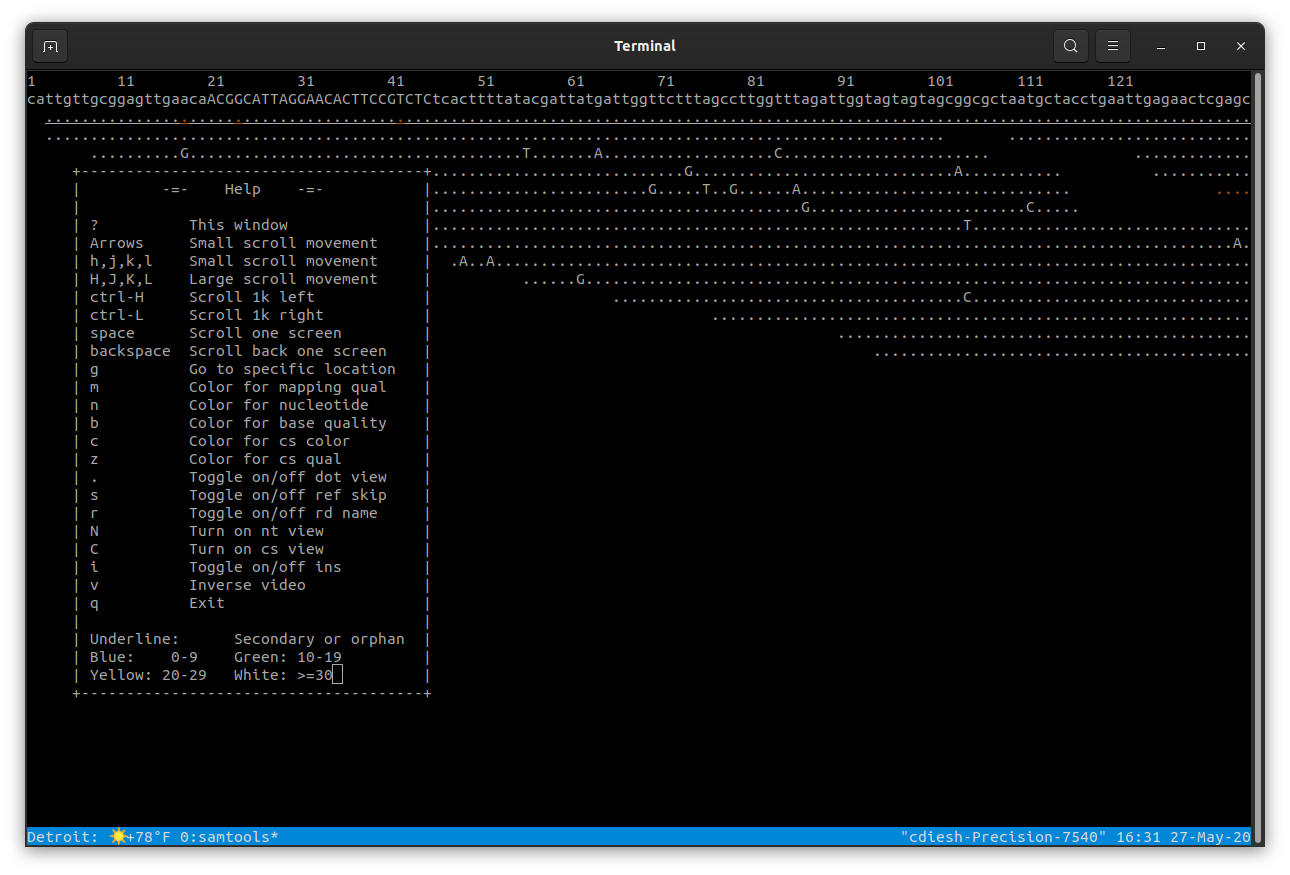 1 11 21 31 41 51 61 71 81 91 101 111 121
cattgttgcggagttgaacaACGGCATTAGGAACACTTCCGTCTCtcacttttatacgattatgattggttctttagccttggtttagattggtagtagtagcggcgctaatgctacctgaattgagaactcgagc
......................................................................................................................................
.................................................................................................... ...........................
..........G.....................................T.......A...................C....................... .............
+--------------------------------------+............................G.............................A........... ...........
| -=- Help -=- |........................G.....T..G......A.............................. ....
| |.........................................G........................C.....
| ? This window |...........................................................T...............................
| Arrows Small scroll movement |.........................................................................................A.
| h,j,k,l Small scroll movement | .A..A....................................................................................
| H,J,K,L Large scroll movement | ......G..........................................................................
| ctrl-H Scroll 1k left | .......................................C...............................
| ctrl-L Scroll 1k right | ............................................................
| space Scroll one screen | ..............................................
| backspace Scroll back one screen | ..........................................
| g Go to specific location |
| m Color for mapping qual |
| n Color for nucleotide |
| b Color for base quality |
| c Color for cs color |
| z Color for cs qual |
| . Toggle on/off dot view |
| s Toggle on/off ref skip |
| r Toggle on/off rd name |
| N Turn on nt view |
| C Turn on cs view |
| i Toggle on/off ins |
| v Inverse video |
| q Exit |
| |
| Underline: Secondary or orphan |
| Blue: 0-9 Green: 10-19 |
| Yellow: 20-29 White: >=30 |
+--------------------------------------+
Detroit: ☀️+78°F 0:samtools* "cdiesh-Precision-7540" 16:31 27-May-20
Terminal